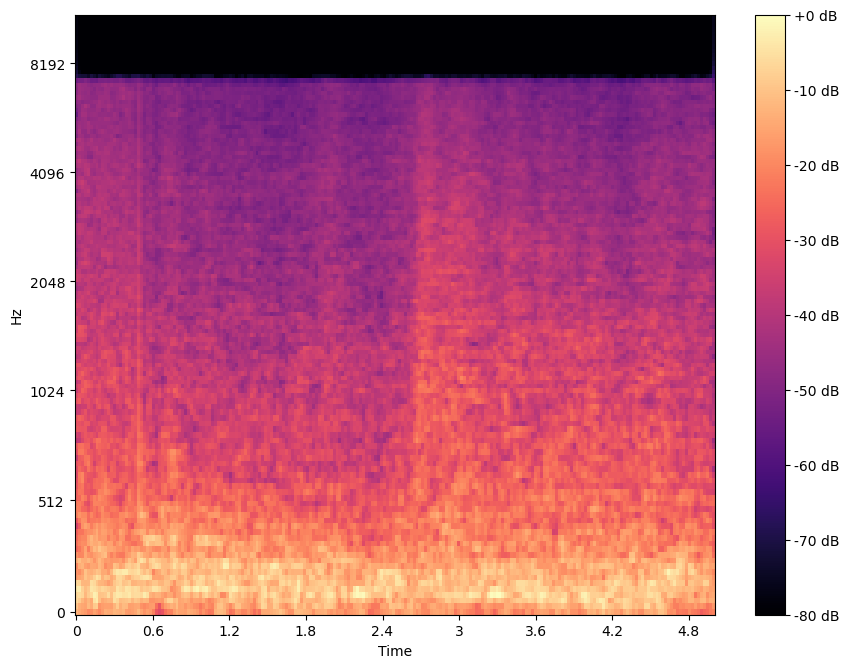 +0 dB
8192
-10 dB
4096
-20 dB
-30 dB
2048
Hz
-40 dB
1024
-50 dB
-60 dB
512
-70 dB
0
-80 dB
0 0.6 1.2 1.8 2.4 3 3.6 4.2 4.8
Time